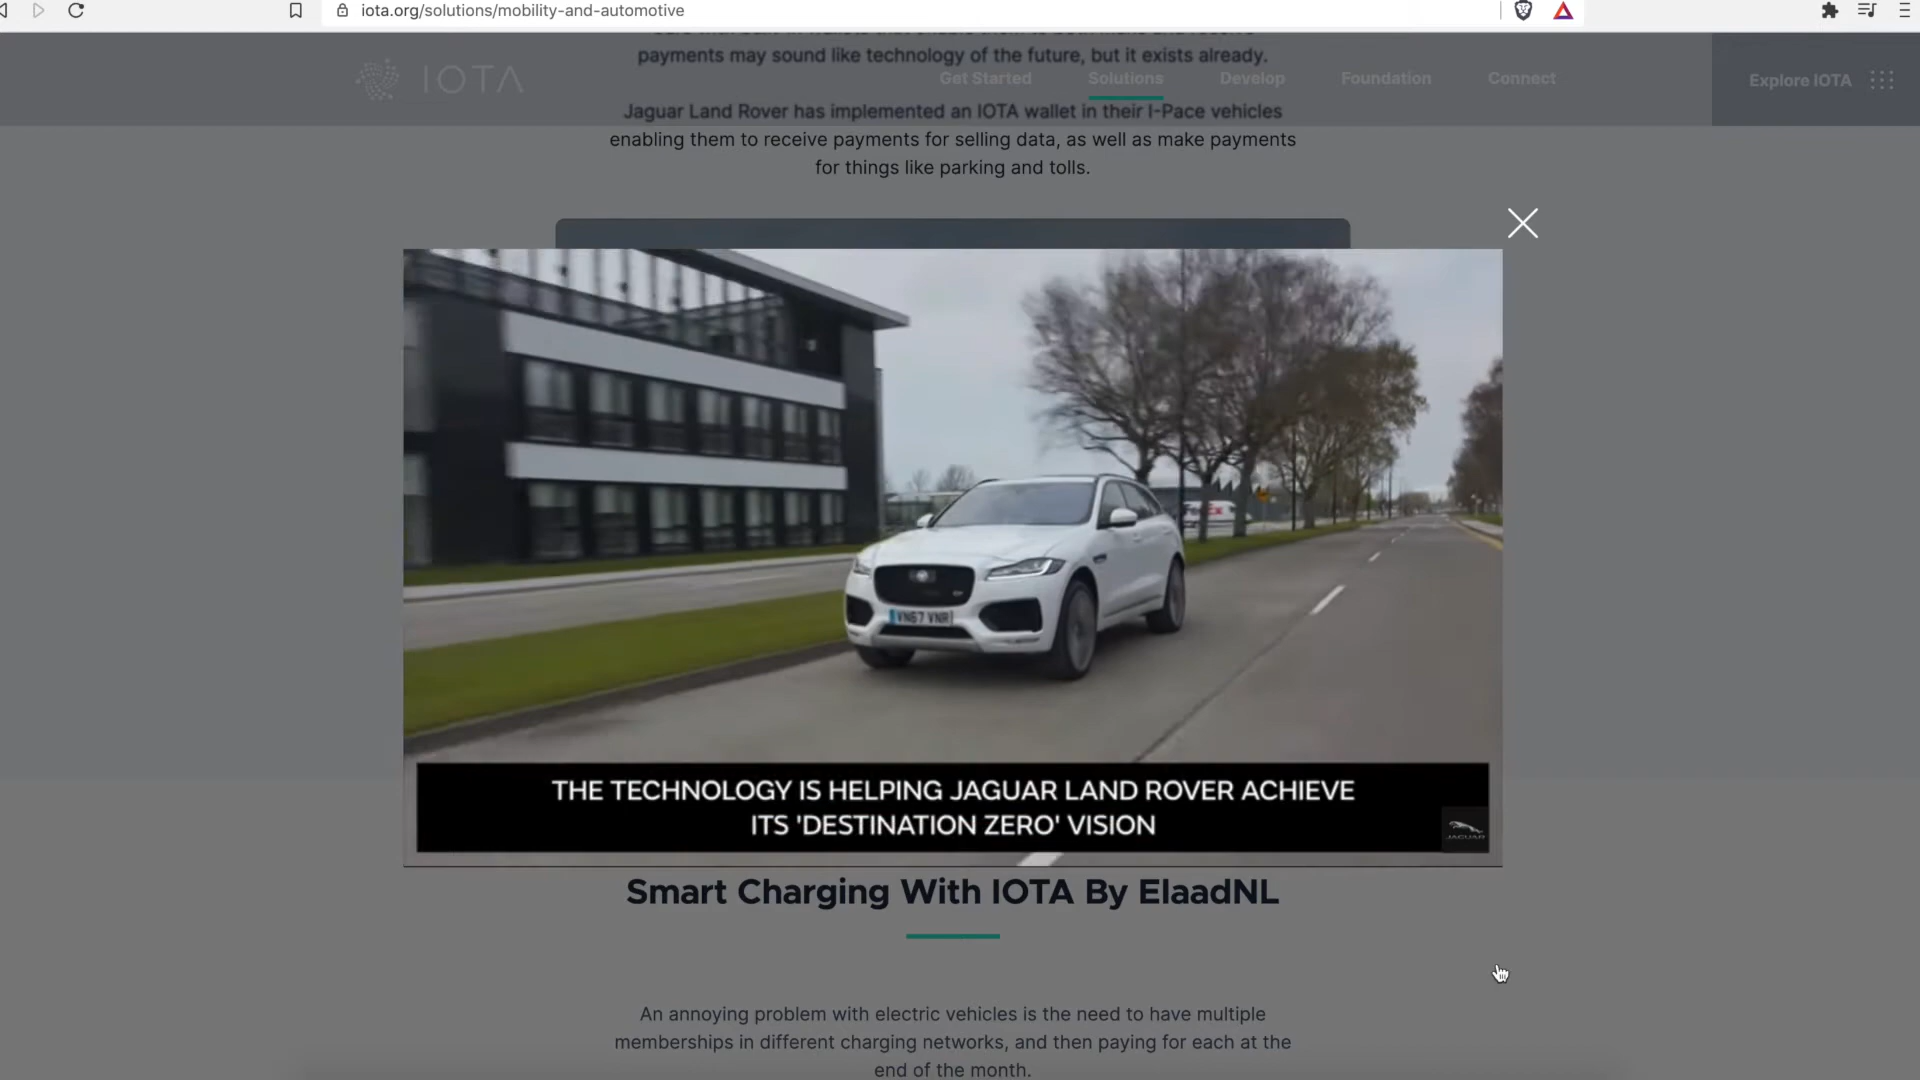 iota.org/solutions/mobility-and-automotive
payments may sound like technology of the future, but it exists already.
IOTA
Get Started
Solutions
Develop
Foundation
Connect
Explore IOTA
Jaguar Land Rover has implemented an IOTA wallet in their I-Pace vehicles
enabling them to receive payments for selling data, as well as make payments
for things like parking and tolls.
VN67 VNR
THE TECHNOLOGY IS HELPING JAGUAR LAND ROVER ACHIEVE
ITS 'DESTINATION ZERO' VISION
JAGUAR
Smart Charging With IOTA By ElaadNL
An annoying problem with electric vehicles is the need to have multiple
memberships in different charging networks, and then paying for each at the
end of the month.